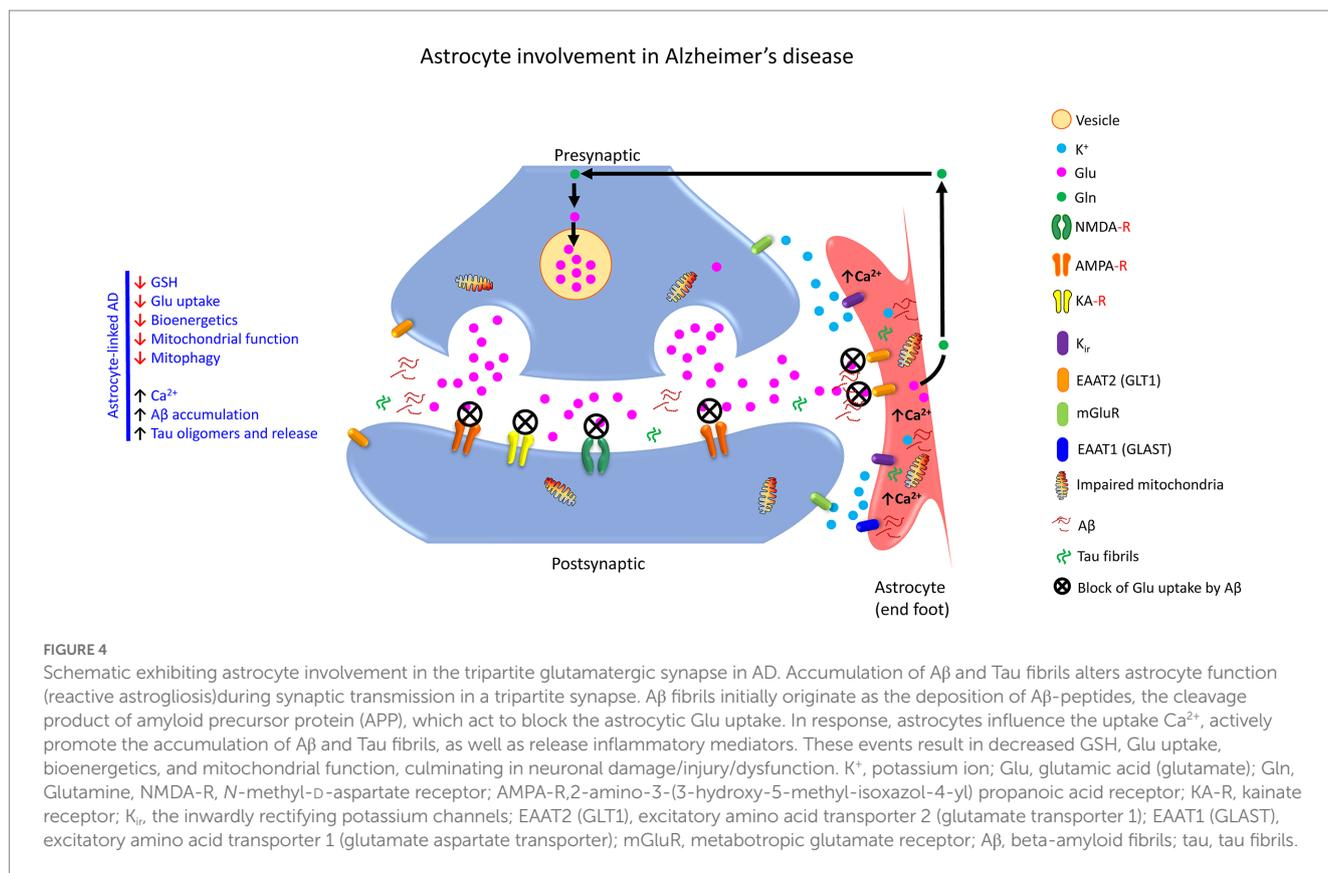 Astrocyte involvement in Alzheimer’s disease
Presynaptic
Astrocyte-linked AD
↓ GSH
↓ Glu uptake
↓ Bioenergetics
↓ Mitochondrial function
↓ Mitophagy
↑ Ca²⁺
↑ Aβ accumulation
↑ Tau oligomers and release
↑Ca²⁺
↑Ca²⁺
↑Ca²⁺
Postsynaptic
Astrocyte
(end foot)
Vesicle
K⁺
Glu
Gln
NMDA-R
AMPA-R
KA-R
Kir
EAAT2 (GLT1)
mGluR
EAAT1 (GLAST)
Impaired mitochondria
Aβ
Tau fibrils
Block of Glu uptake by Aβ
FIGURE 4
Schematic exhibiting astrocyte involvement in the tripartite glutamatergic synapse in AD. Accumulation of Aβ and Tau fibrils alters astrocyte function
(reactive astrogliosis)during synaptic transmission in a tripartite synapse. Aβ fibrils initially originate as the deposition of Aβ-peptides, the cleavage
product of amyloid precursor protein (APP), which act to block the astrocytic Glu uptake. In response, astrocytes influence the uptake Ca²⁺, actively
promote the accumulation of Aβ and Tau fibrils, as well as release inflammatory mediators. These events result in decreased GSH, Glu uptake,
bioenergetics, and mitochondrial function, culminating in neuronal damage/injury/dysfunction. K⁺, potassium ion; Glu, glutamic acid (glutamate); Gln,
Glutamine, NMDA-R, N-methyl-D-aspartate receptor; AMPA-R,2-amino-3-(3-hydroxy-5-methyl-isoxazol-4-yl) propanoic acid receptor; KA-R, kainate
receptor; Kir, the inwardly rectifying potassium channels; EAAT2 (GLT1), excitatory amino acid transporter 2 (glutamate transporter 1); EAAT1 (GLAST),
excitatory amino acid transporter 1 (glutamate aspartate transporter); mGluR, metabotropic glutamate receptor; Aβ, beta-amyloid fibrils; tau, tau fibrils.